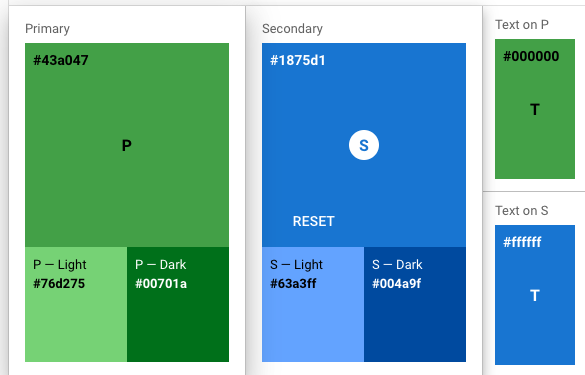 Primary
#43a047
P
P — Light
#76d275
P — Dark
#00701a
Secondary
#1875d1
S
RESET
S — Light
#63a3ff
S — Dark
#004a9f
Text on P
#000000
T
Text on S
#ffffff
T